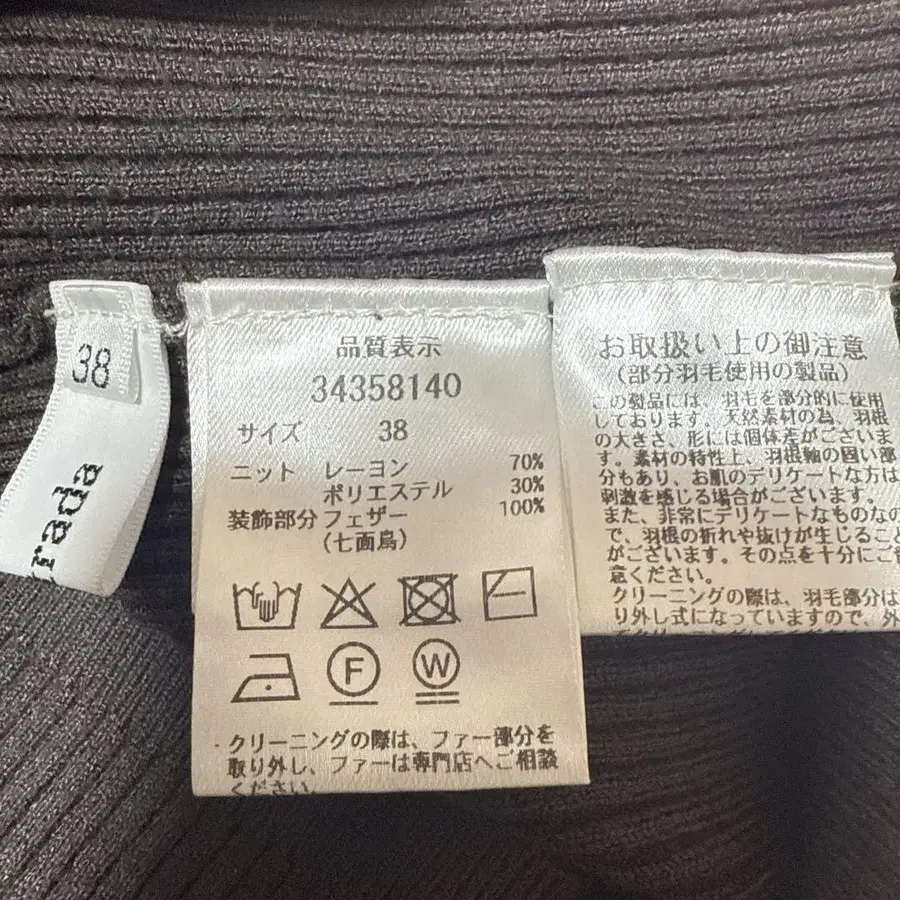 38
rada
品質表示
34358140
サイズ 38
ニット レーヨン 70%
ポリエステル 30%
装飾部分 フェザー 100%
(七面鳥)
F W
クリーニングの際は、ファー部分を
取り外し、ファーは専門店へご相談
ください。
お取扱い上の御注意
(部分羽毛使用の製品)
この製品には、羽毛を部分的に使用
しております。天然素材の為、羽根
の大きさ、形には個体差がございま
す。素材の特性上、羽根軸の固い部
分もあり、お肌のデリケートな方は
刺激を感じる場合がございます。
また、非常にデリケートなものなの
で、羽根の折れや抜けが生じること
がございます。その点を十分にご留
意ください。
クリーニングの際は、羽毛部分は
り外し式になっていますので、外